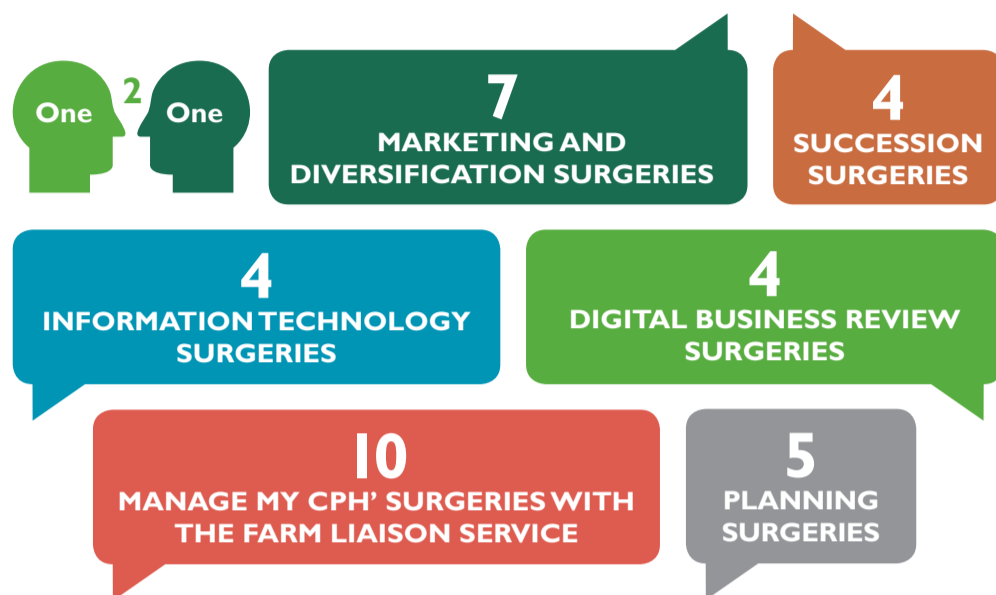 One
2
One
7
MARKETING AND
DIVERSIFICATION SURGERIES
4
SUCCESSION
SURGERIES
4
INFORMATION TECHNOLOGY
SURGERIES
4
DIGITAL BUSINESS REVIEW
SURGERIES
10
MANAGE MY CPH' SURGERIES WITH
THE FARM LIAISON SERVICE
5
PLANNING
SURGERIES